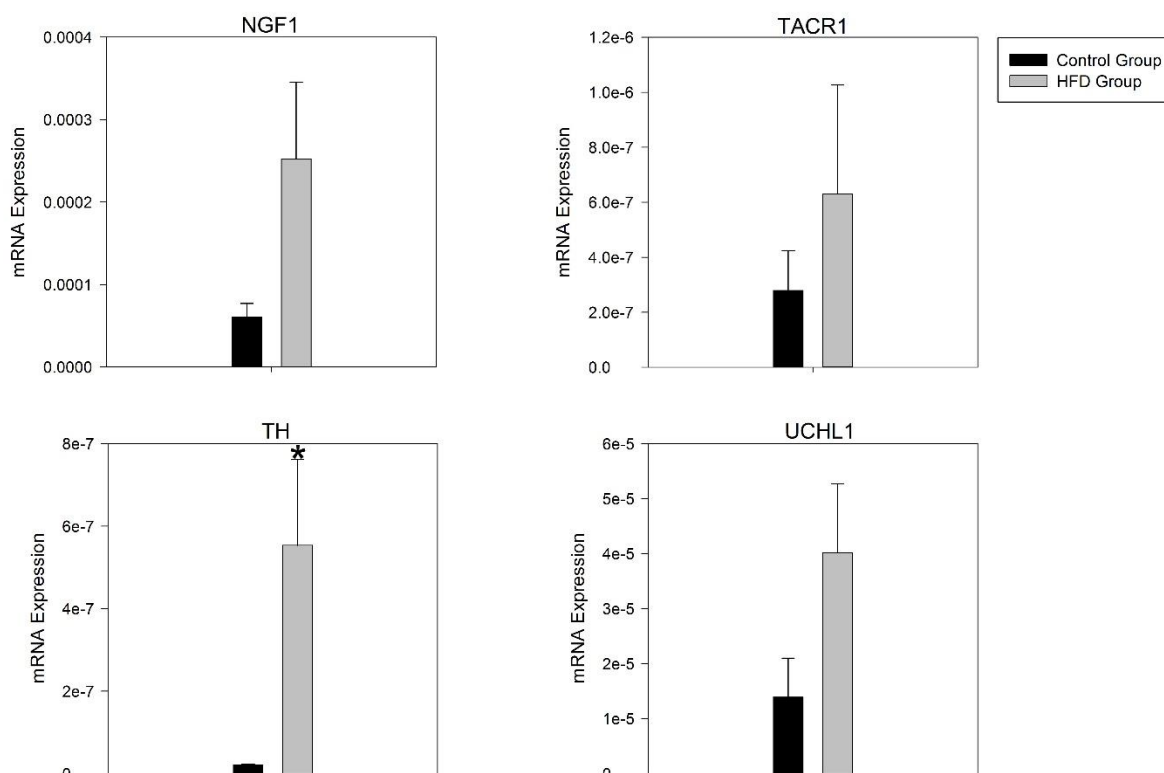 NGF1
0.0004
0.0003
0.0002
0.0001
0.0000
mRNA Expression
TACR1
1.2e-6
1.0e-6
8.0e-7
6.0e-7
4.0e-7
2.0e-7
0.0
mRNA Expression
Control Group
HFD Group
TH
8e-7
6e-7
4e-7
2e-7
0
mRNA Expression
*
UCHL1
6e-5
5e-5
4e-5
3e-5
2e-5
1e-5
0
mRNA Expression